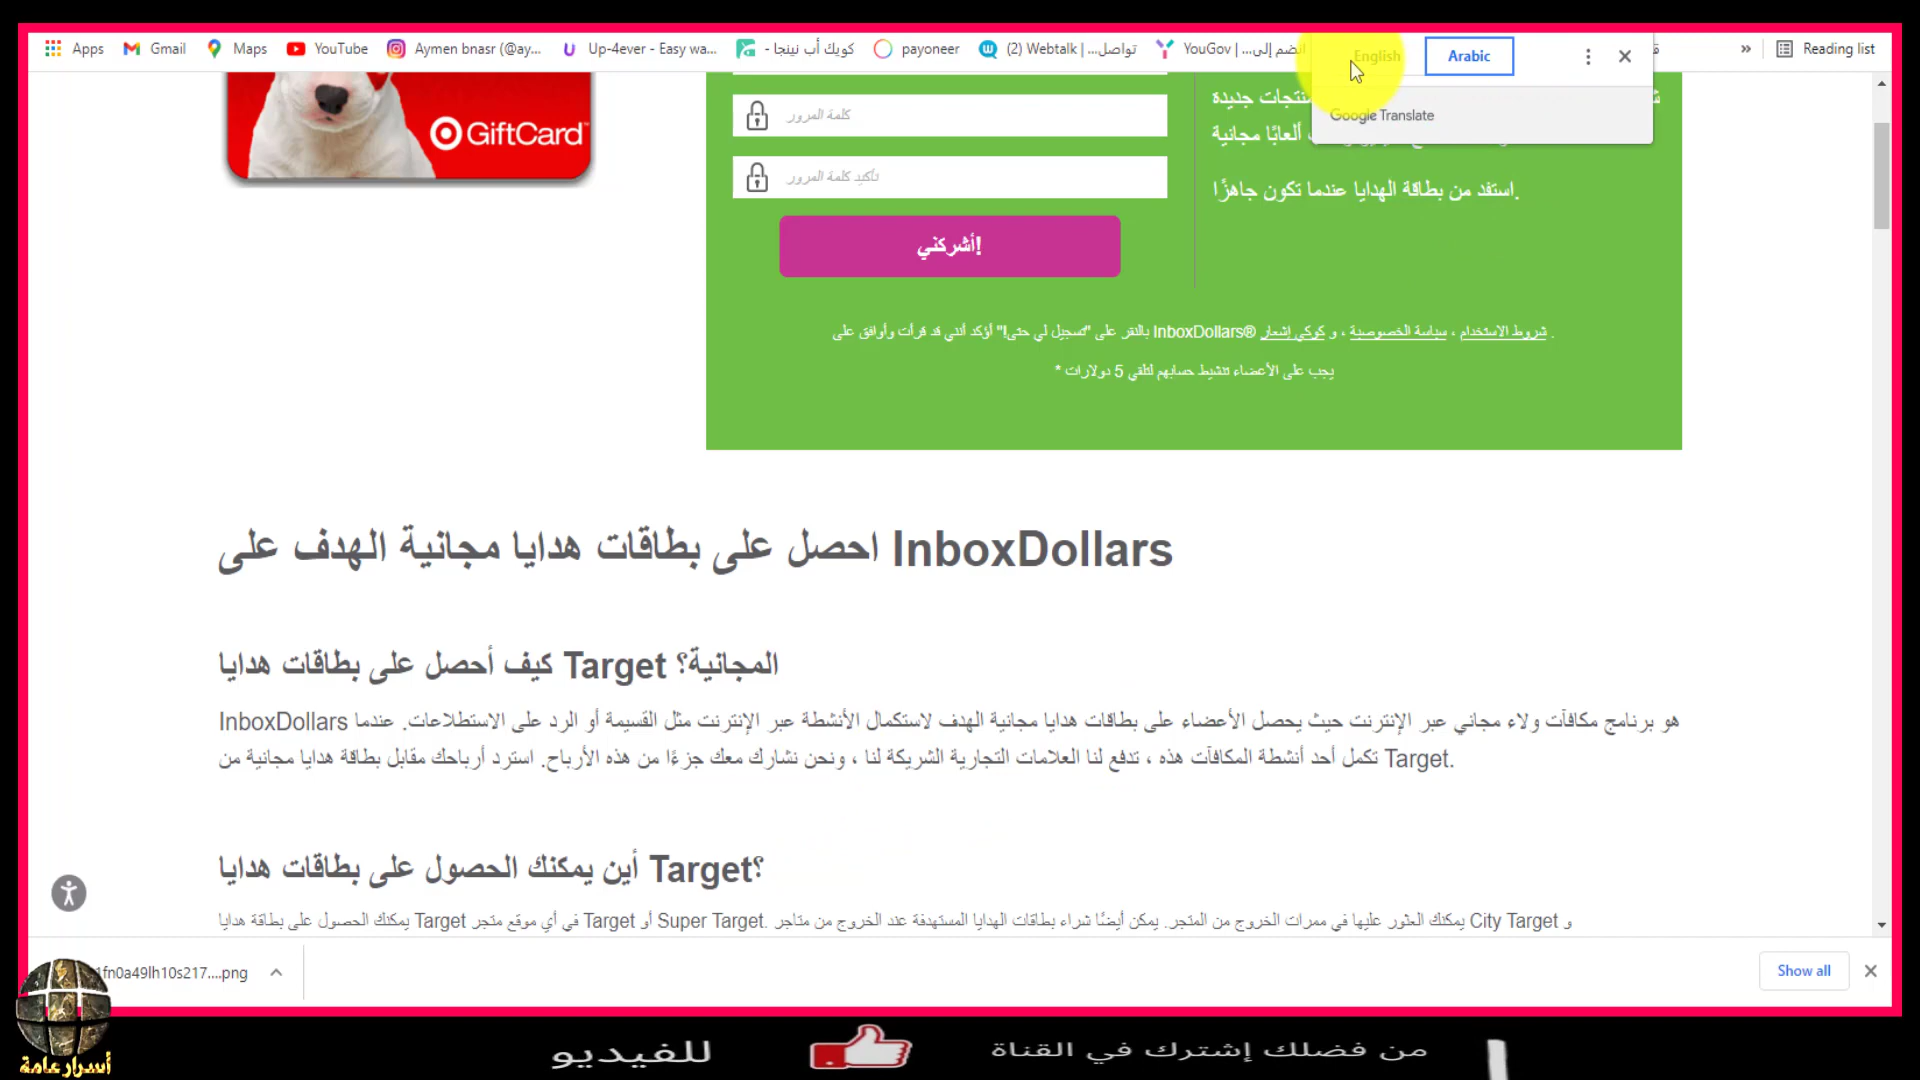 Apps Gmail Maps YouTube Aymen bnasr (@ay... Up-4ever - Easy wa... كويك أب نينجا - payoneer (2) Webtalk | تواصل... YouGov | انضم إلى... » Reading list
English Arabic
Google Translate
GiftCard
كلمة المرور
تأكيد كلمة المرور
أشركني!
منتجات جديدة
ألعابًا مجانية
استفد من بطاقة الهدايا عندما تكون جاهزًا.
بالنقر على "تسجيل لي حتى!" أؤكد أنني قد قرأت وأوافق على InboxDollars® شروط الاستخدام ، سياسة الخصوصية ، و كوكي إشعار .
يجب على الأعضاء تنشيط حسابهم لتلقي 5 دولارات *
احصل على بطاقات هدايا مجانية الهدف على InboxDollars
كيف أحصل على بطاقات هدايا Target المجانية؟
InboxDollars هو برنامج مكافآت ولاء مجاني عبر الإنترنت حيث يحصل الأعضاء على بطاقات هدايا مجانية الهدف لاستكمال الأنشطة عبر الإنترنت مثل القسيمة أو الرد على الاستطلاعات. عندما
تكمل أحد أنشطة المكافآت هذه ، تدفع لنا العلامات التجارية الشريكة لنا ، ونحن نشارك معك جزءًا من هذه الأرباح. استرد أرباحك مقابل بطاقة هدايا مجانية من Target.
أين يمكنك الحصول على بطاقات هدايا Target؟
يمكنك الحصول على بطاقة هدايا Target في أي موقع متجر Target أو Super Target. يمكنك العثور عليها في ممرات الخروج من المتجر. يمكن أيضًا شراء بطاقات الهدايا المستهدفة عند الخروج من متاجر City Target و
1fn0a49lh10s217....png Show all
أسرار عامة
من فضلك إشترك في القناة
للفيديو